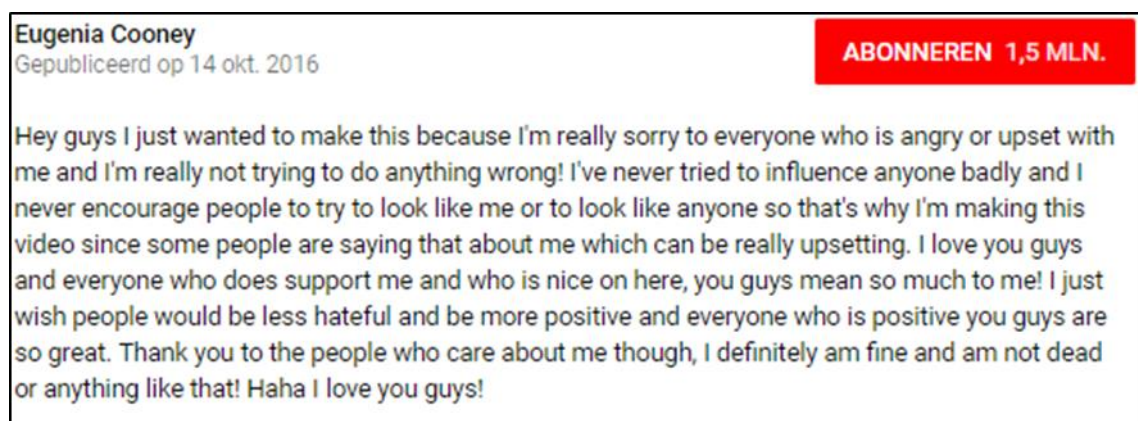 Eugenia Cooney
Gepubliceerd op 14 okt. 2016
ABONNEREN 1,5 MLN.
Hey guys I just wanted to make this because I'm really sorry to everyone who is angry or upset with
me and I'm really not trying to do anything wrong! I've never tried to influence anyone badly and I
never encourage people to try to look like me or to look like anyone so that's why I'm making this
video since some people are saying that about me which can be really upsetting. I love you guys
and everyone who does support me and who is nice on here, you guys mean so much to me! I just
wish people would be less hateful and be more positive and everyone who is positive you guys are
so great. Thank you to the people who care about me though, I definitely am fine and am not dead
or anything like that! Haha I love you guys!